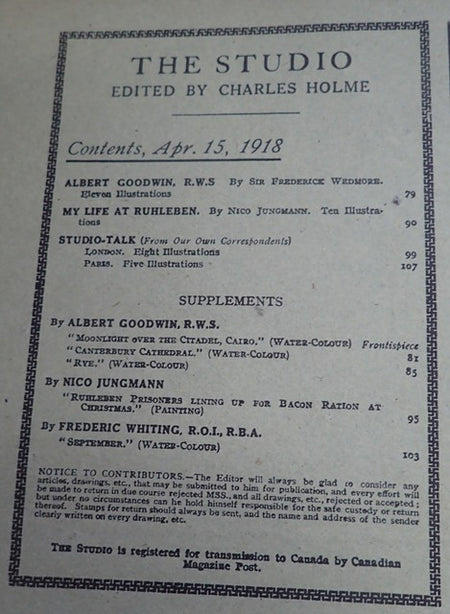 THE STUDIO
EDITED BY CHARLES HOLME
Contents, Apr. 15, 1918
ALBERT GOODWIN, R.W.S By SIR FREDERICK WEDMORE.
Eleven Illustrations 79
MY LIFE AT RUHLEBEN. By NICO JUNGMANN. Ten Illustra-
tions 90
STUDIO-TALK (From Our Own Correspondents)
LONDON. Eight Illustrations 99
PARIS. Five Illustrations 107
SUPPLEMENTS
By ALBERT GOODWIN, R.W.S.
"MOONLIGHT OVER THE CITADEL, CAIRO." (WATER-COLOUR) Frontispiece
"CANTERBURY CATHEDRAL." (WATER-COLOUR) 81
"RYE." (WATER-COLOUR) 85
By NICO JUNGMANN
"RUHLEBEN PRISONERS LINING UP FOR BACON RATION AT
CHRISTMAS." (PAINTING) 95
By FREDERIC WHITING, R.O.I., R.B.A.
"SEPTEMBER." (WATER-COLOUR) 103
NOTICE TO CONTRIBUTORS.—The Editor will always be glad to consider any
articles, drawings, etc., that may be submitted to him for publication, and every effort will
be made to return in due course rejected MSS., and all drawings, etc., rejected or accepted;
but under no circumstances can he hold himself responsible for the safe custody or return
thereof. Stamps for return should always be sent, and the name and address of the sender
clearly written on every drawing, etc.
THE STUDIO is registered for transmission to Canada by Canadian
Magazine Post.